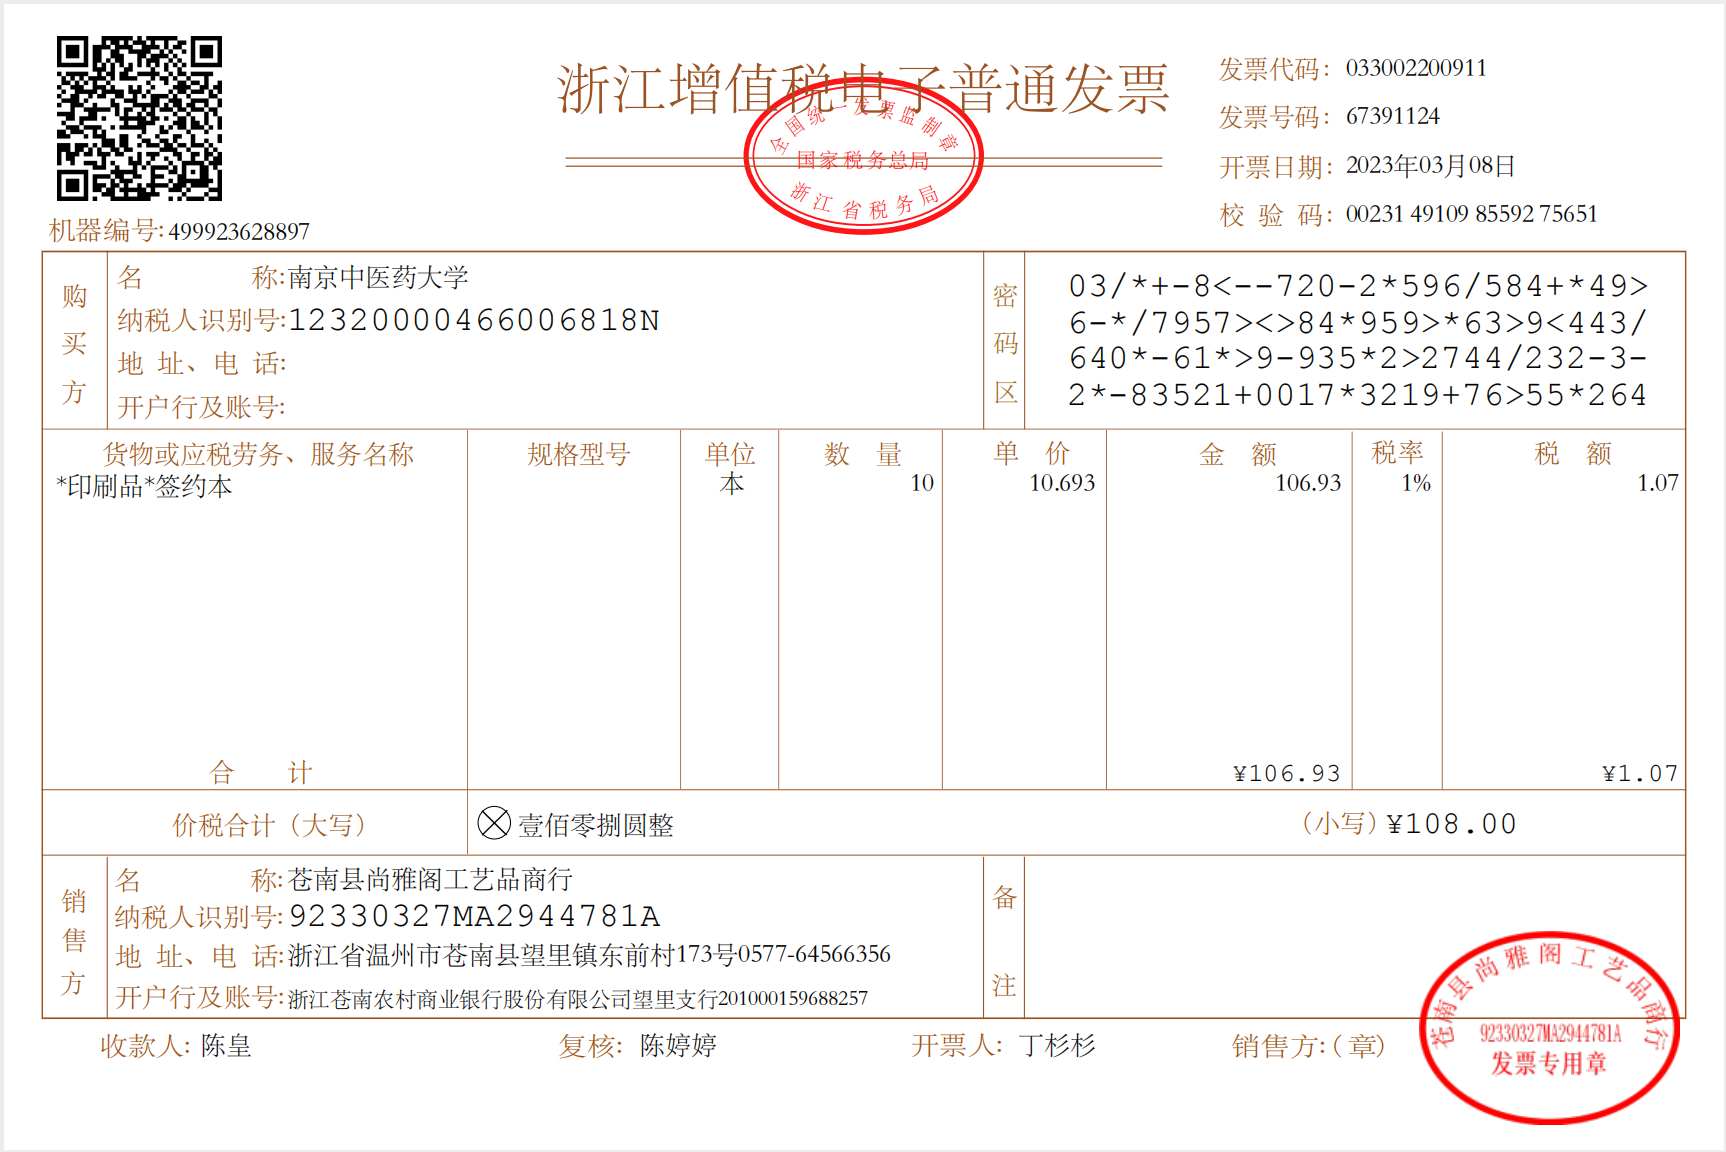 浙江增值税电子普通发票
全国统一发票监制章
国家税务总局
浙江省税务局
发票代码：033002200911
发票号码：67391124
开票日期：2023年03月08日
校 验 码：00231 49109 85592 75651
机器编号:499923628897
购买方
名 称:南京中医药大学
纳税人识别号:12320000466006818N
地 址、电 话:
开户行及账号:
密码区
03/*+-8<--720-2*596/584+*49>
6-*/7957><>84*959>*63>9<443/
640*-61*>9-935*2>2744/232-3-
2*-83521+0017*3219+76>55*264
货物或应税劳务、服务名称 规格型号 单位 数 量 单 价 金 额 税率 税 额
*印刷品*签约本 本 10 10.693 106.93 1% 1.07
合 计 ¥106.93 ¥1.07
价税合计（大写） 壹佰零捌圆整 （小写）¥108.00
销售方
名 称:苍南县尚雅阁工艺品商行
纳税人识别号:92330327MA2944781A
地 址、电 话:浙江省温州市苍南县望里镇东前村173号0577-64566356
开户行及账号:浙江苍南农村商业银行股份有限公司望里支行201000159688257
备注
收款人: 陈皇 复核: 陈婷婷 开票人: 丁杉杉 销售方:( 章)
苍南县尚雅阁工艺品商行
92330327MA2944781A
发票专用章